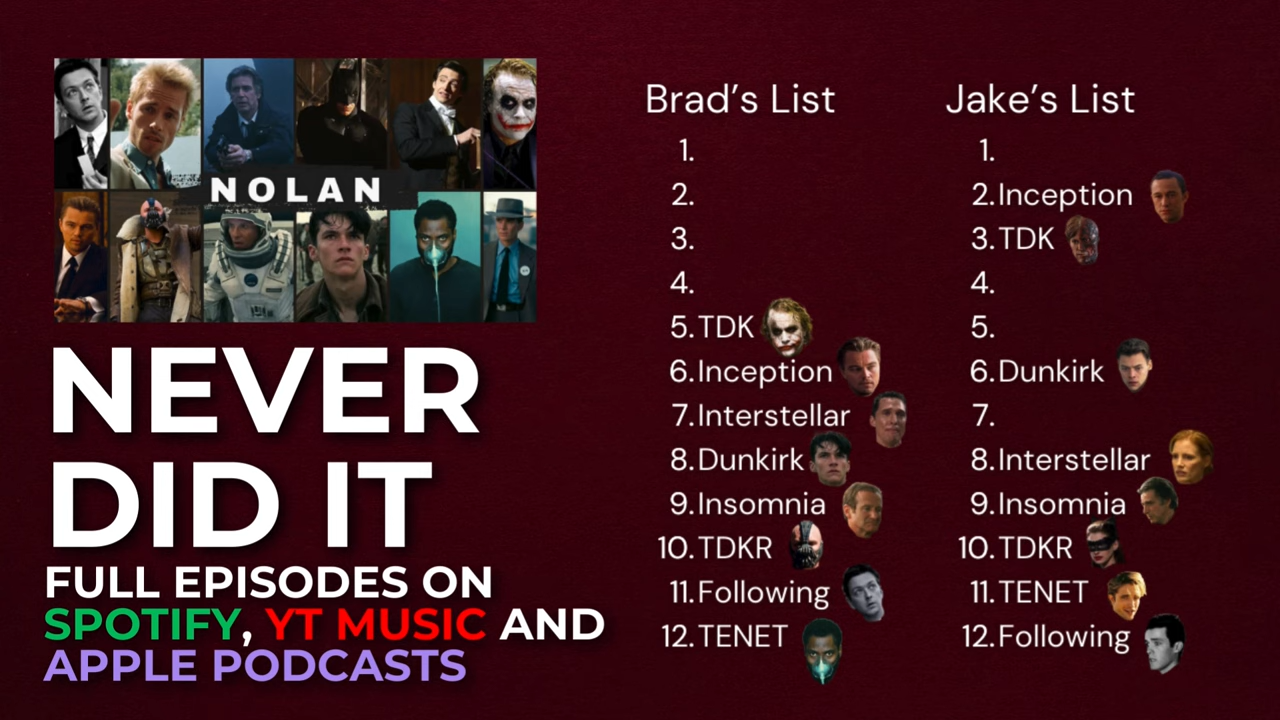 NOLAN
NEVER
DID IT
FULL EPISODES ON
SPOTIFY, YT MUSIC AND
APPLE PODCASTS
Brad's List
1.
2.
3.
4.
5. TDK
6. Inception
7. Interstellar
8. Dunkirk
9. Insomnia
10. TDKR
11. Following
12. TENET
Jake's List
1.
2. Inception
3. TDK
4.
5.
6. Dunkirk
7.
8. Interstellar
9. Insomnia
10. TDKR
11. TENET
12. Following